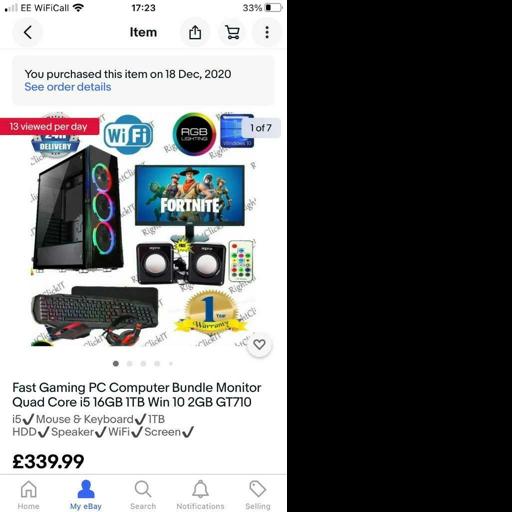 EE WiFiCall 17:23 33%
Item
You purchased this item on 18 Dec, 2020
See order details
13 viewed per day
1 of 7
24H
DELIVERY
WiFi
RGB
LIGHTING
Windows 10
FORTNITE
1 YEAR
Warranty
Fast Gaming PC Computer Bundle Monitor
Quad Core i5 16GB 1TB Win 10 2GB GT710
i5✔Mouse & Keyboard✔1TB
HDD✔Speaker✔WiFi✔Screen✔
£339.99
Home
My eBay
Search
Notifications
Selling